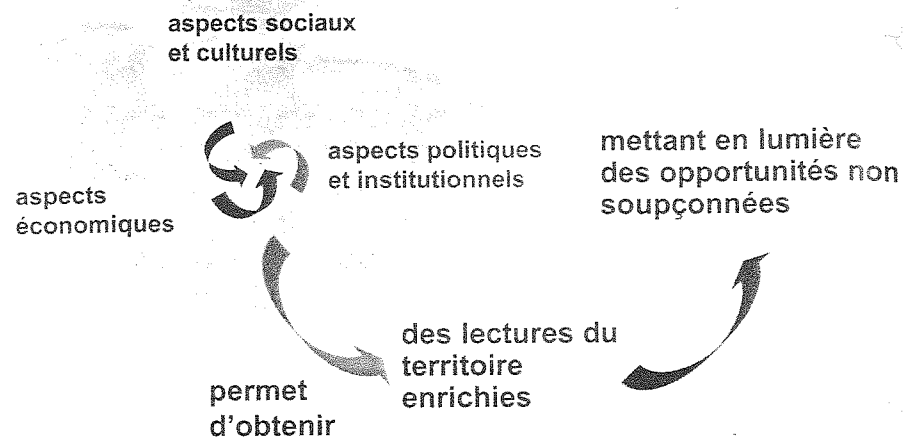 aspects sociaux
et culturels
aspects politiques
et institutionnels
aspects
économiques
permet
d'obtenir
des lectures du
territoire
enrichies
mettant en lumière
des opportunités non
soupçonnées